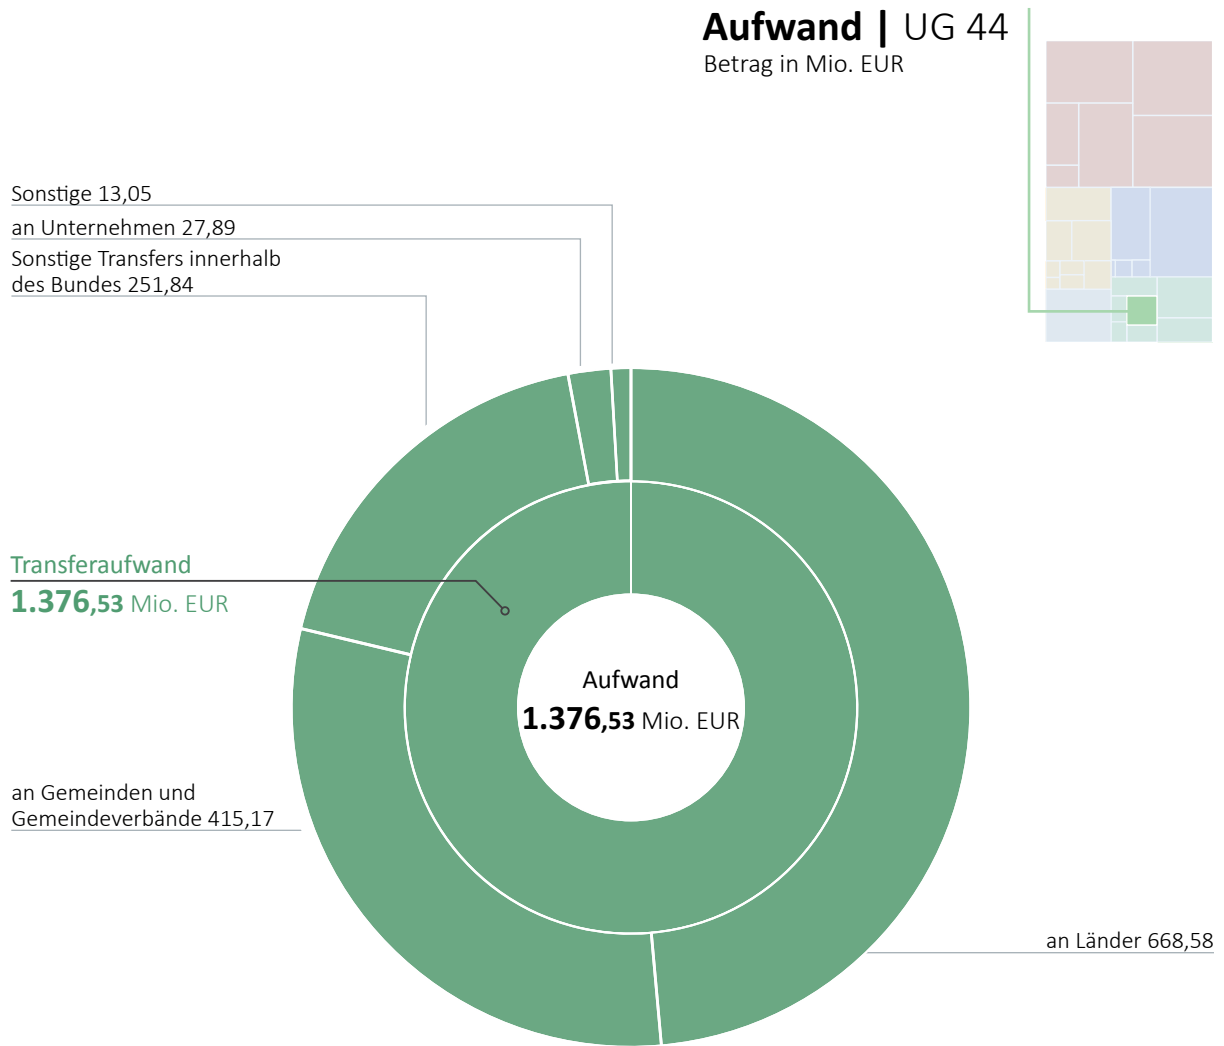 Aufwand | UG 44
Betrag in Mio. EUR
Sonstige 13,05
an Unternehmen 27,89
Sonstige Transfers innerhalb
des Bundes 251,84
Transferaufwand
1.376,53 Mio. EUR
Aufwand
1.376,53 Mio. EUR
an Gemeinden und
Gemeindeverbände 415,17
an Länder 668,58